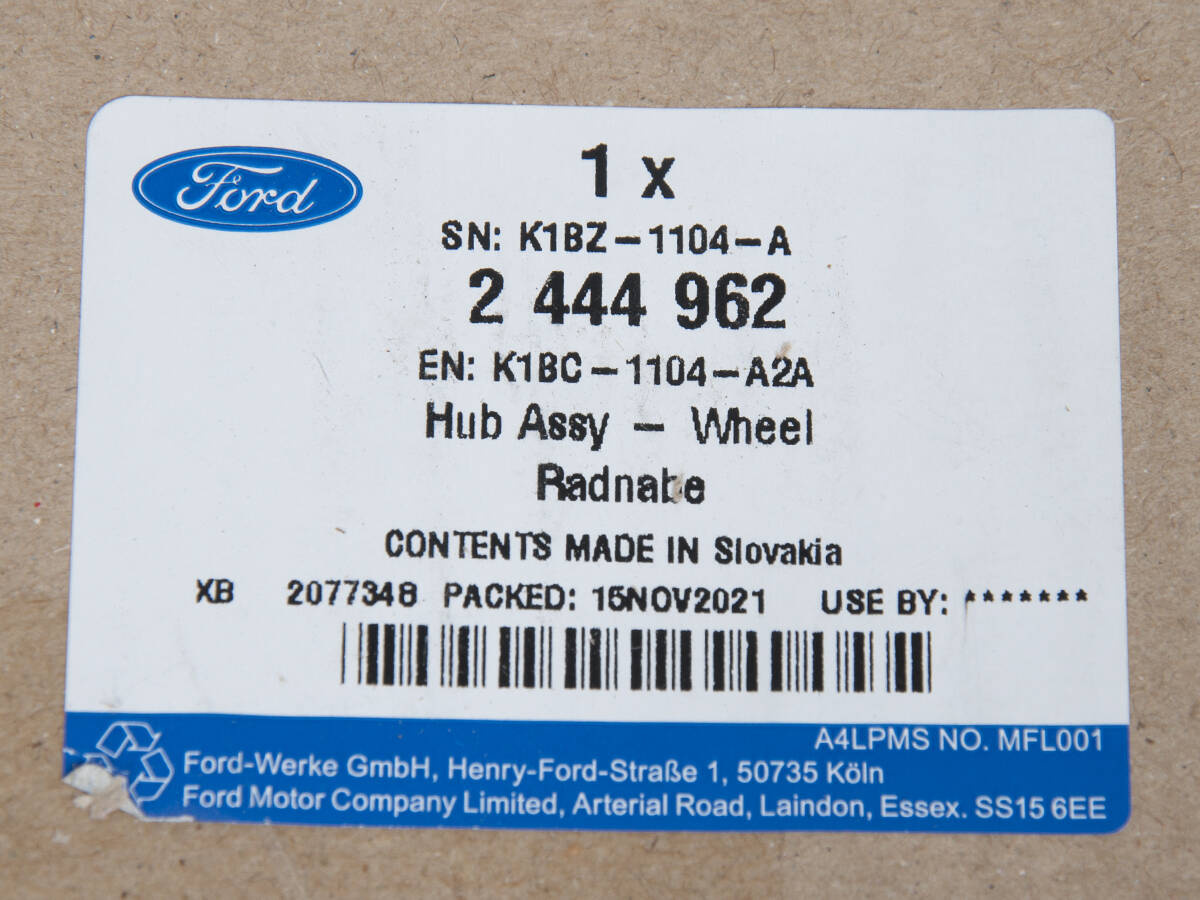 Ford
1 x
SN: K1BZ-1104-A
2 444 962
EN: K1BC-1104-A2A
Hub Assy - Wheel
Radnabe
CONTENTS MADE IN Slovakia
XB 2077348 PACKED: 15NOV2021 USE BY: *******
A4LPMS NO. MFL001
Ford-Werke GmbH, Henry-Ford-Straße 1, 50735 Köln
Ford Motor Company Limited, Arterial Road, Laindon, Essex. SS15 6EE